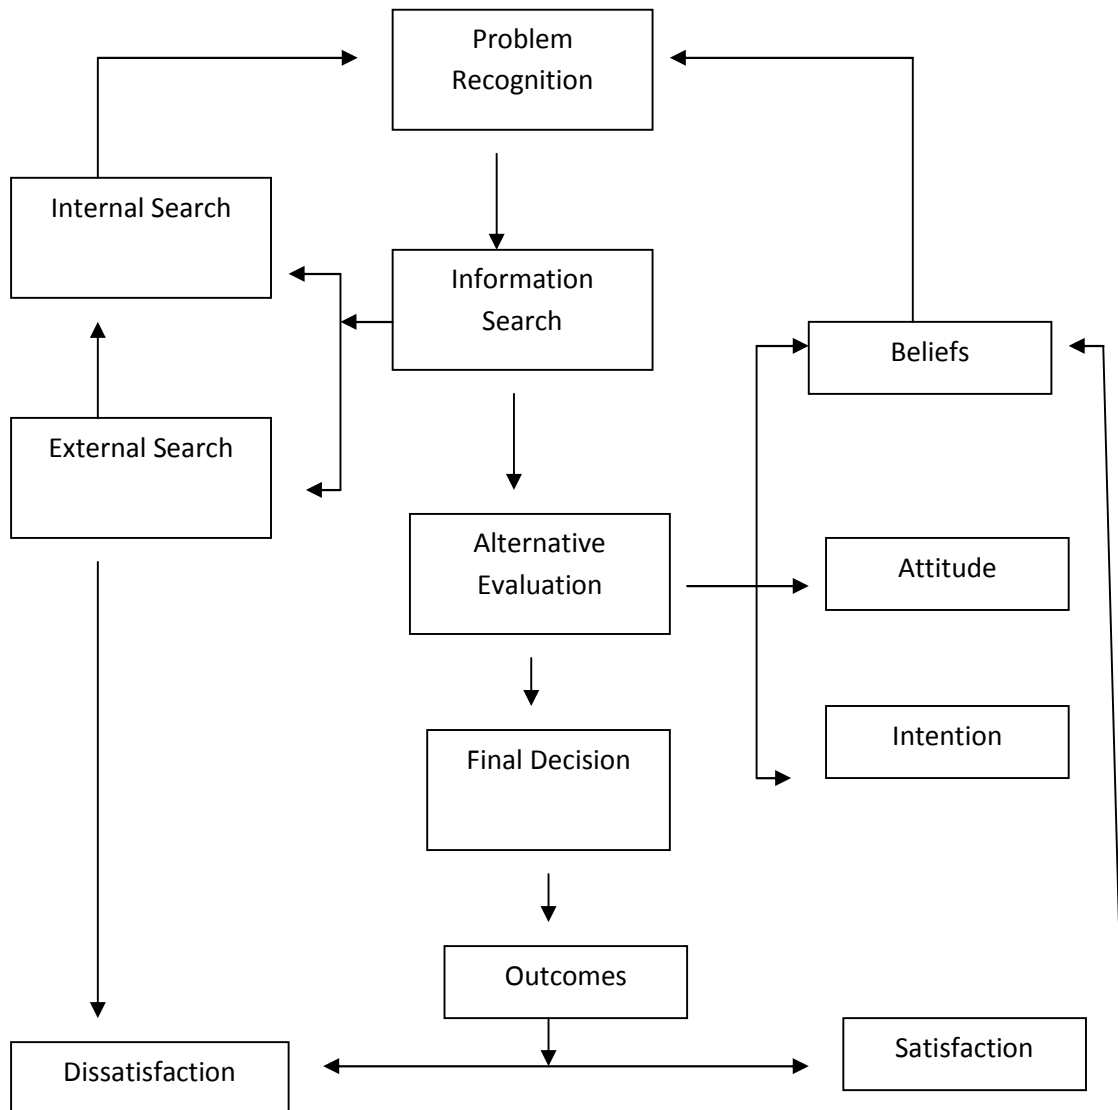 Problem
Recognition
Internal Search
Information
Search
Beliefs
External Search
Alternative
Evaluation
Attitude
Intention
Final Decision
Outcomes
Satisfaction
Dissatisfaction